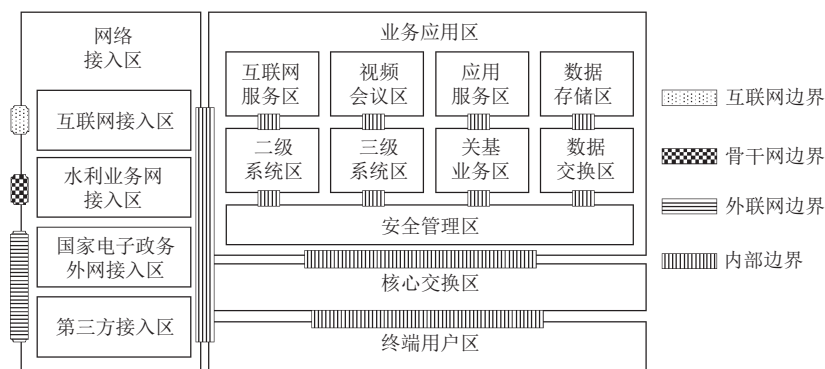 网络
接入区
互联网接入区
水利业务网
接入区
国家电子政务
外网接入区
第三方接入区
业务应用区
互联网
服务区
视频
会议区
应用
服务区
数据
存储区
二级
系统区
三级
系统区
关基
业务区
数据
交换区
安全管理区
核心交换区
终端用户区
互联网边界
骨干网边界
外联网边界
内部边界